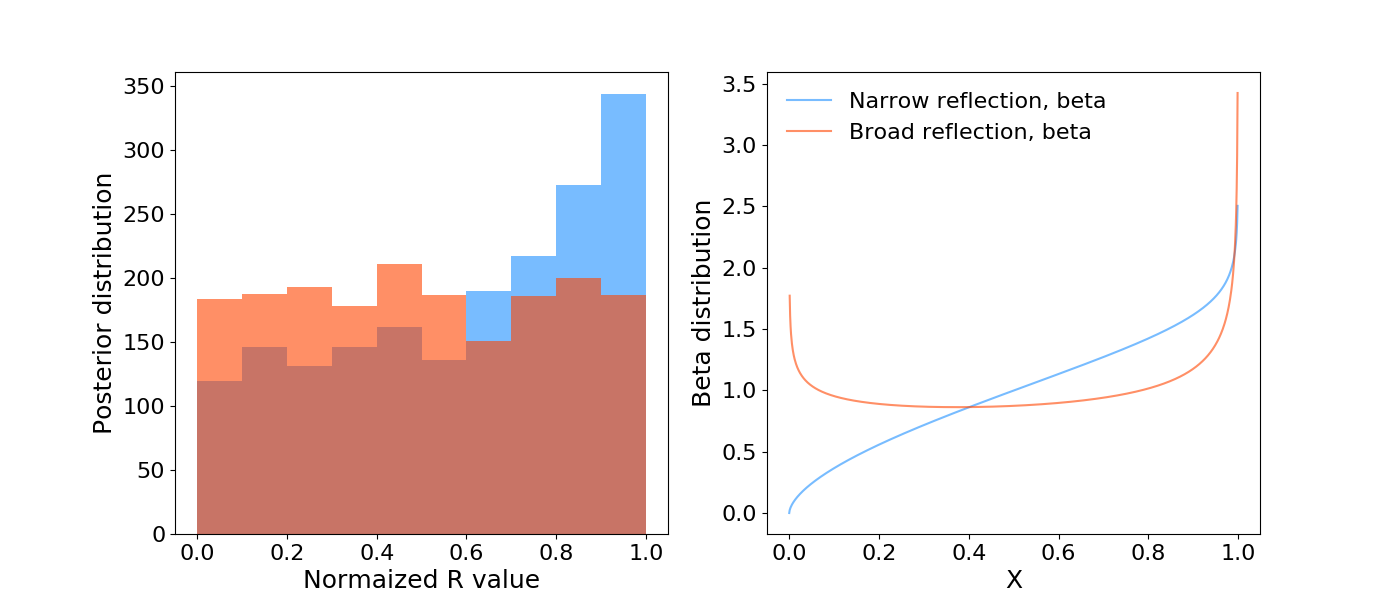 350
300
250
200
150
100
50
0
Posterior distribution
0.0 0.2 0.4 0.6 0.8 1.0
Normaized R value
3.5
3.0
2.5
2.0
1.5
1.0
0.5
0.0
Beta distribution
Narrow reflection, beta
Broad reflection, beta
0.0 0.2 0.4 0.6 0.8 1.0
X